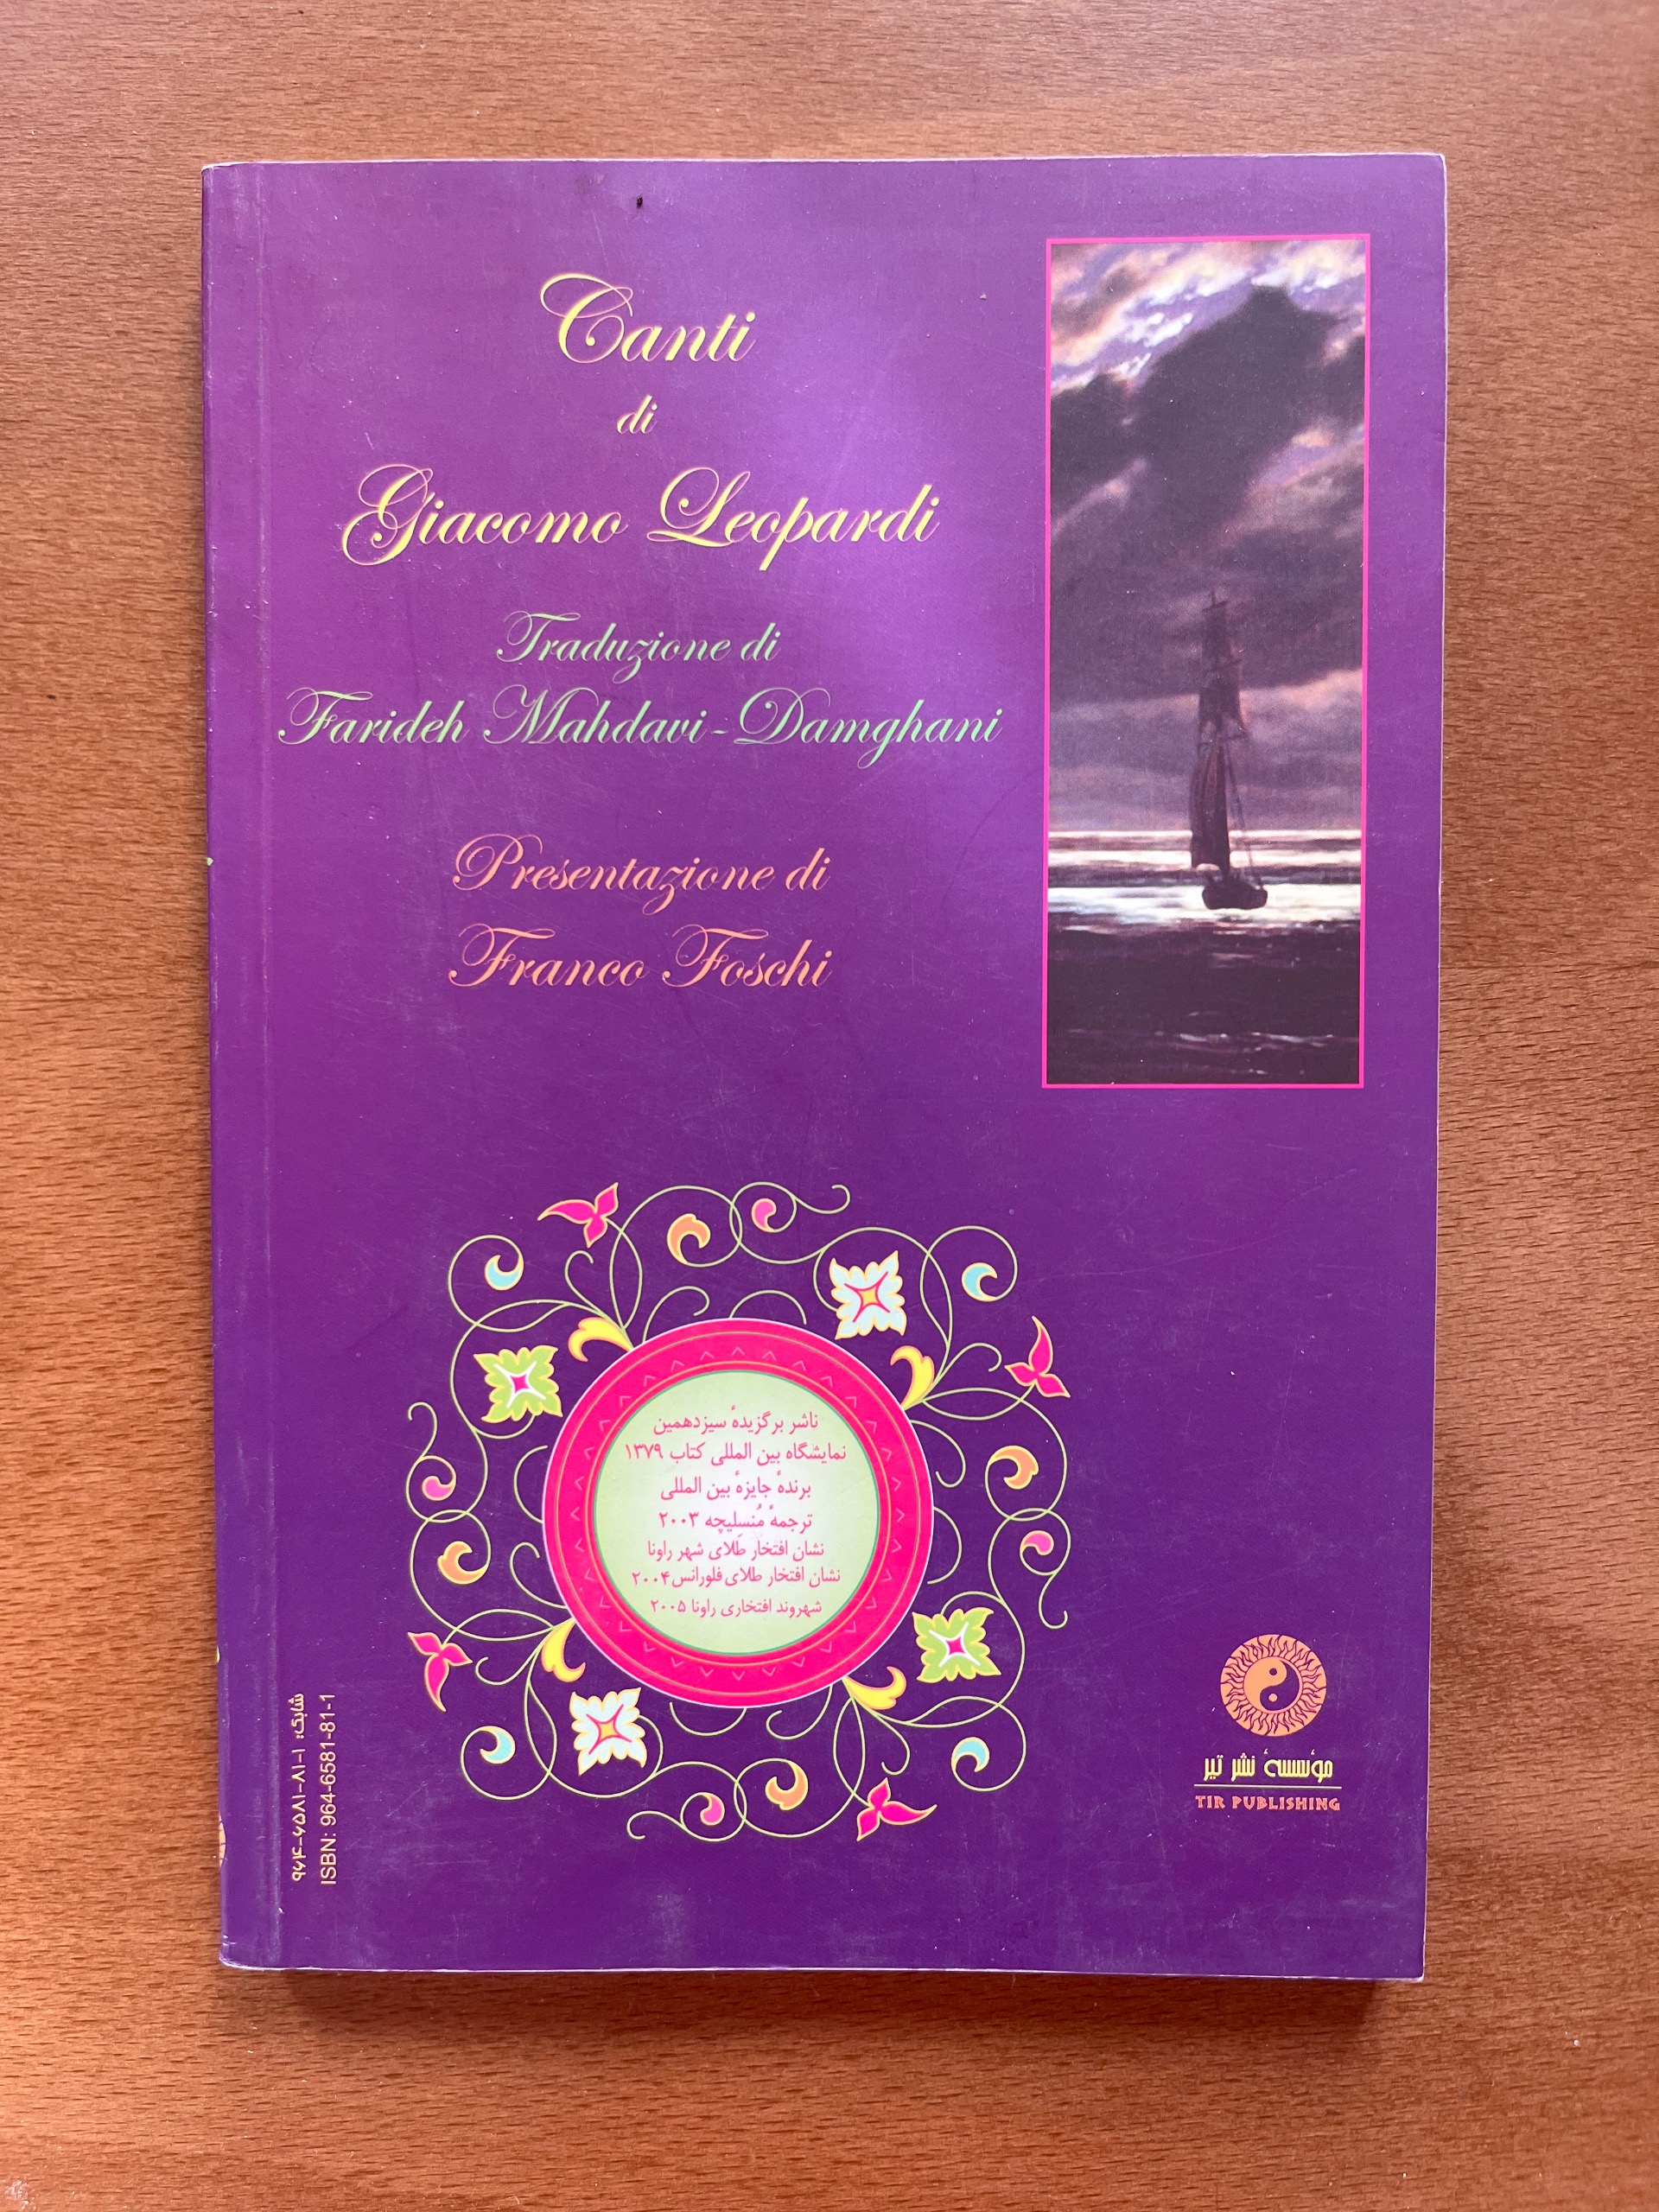 Canti
di
Giacomo Leopardi
Traduzione di
Farideh Mahdavi-Damghani
Presentazione di
Franco Foschi
ناشر برگزیدهٔ سیزدهمین
نمایشگاه بین المللی کتاب ۱۳۷۹
برندهٔ جایزهٔ بین المللی
ترجمهٔ مُنسلیچه ۲۰۰۳
نشان افتخار طَلای شهر راونا
نشان افتخار طلای فلورانس ۲۰۰۴
شهروند افتخاری راونا ۲۰۰۵
شابک: ۱-۸۱-۶۵۸۱-۹۶۴
ISBN: 964-6581-81-1
مؤسسهٔ نشر تیر
TIR PUBLISHING